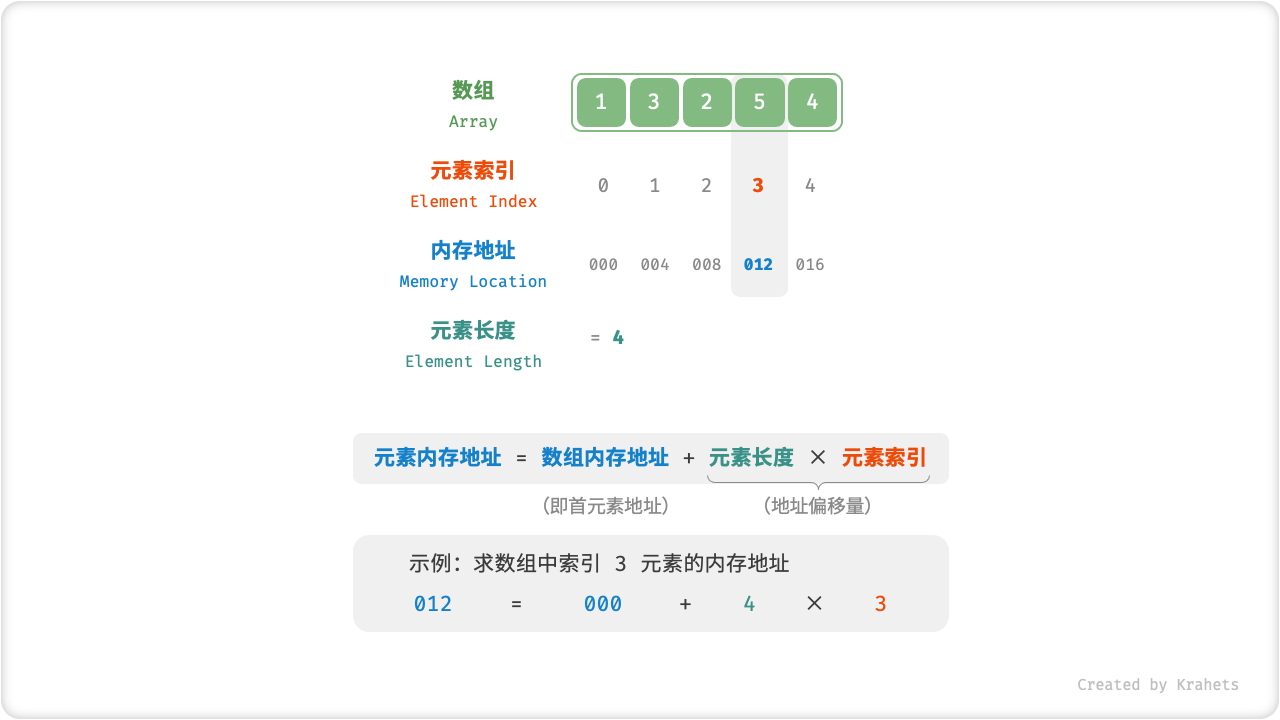 数组
Array
1 3 2 5 4
元素索引
Element Index
0 1 2 3 4
内存地址
Memory Location
000 004 008 012 016
元素长度
Element Length
= 4
元素内存地址 = 数组内存地址 + 元素长度 × 元素索引
(即首元素地址) (地址偏移量)
示例：求数组中索引 3 元素的内存地址
012 = 000 + 4 × 3
Created by Krahets